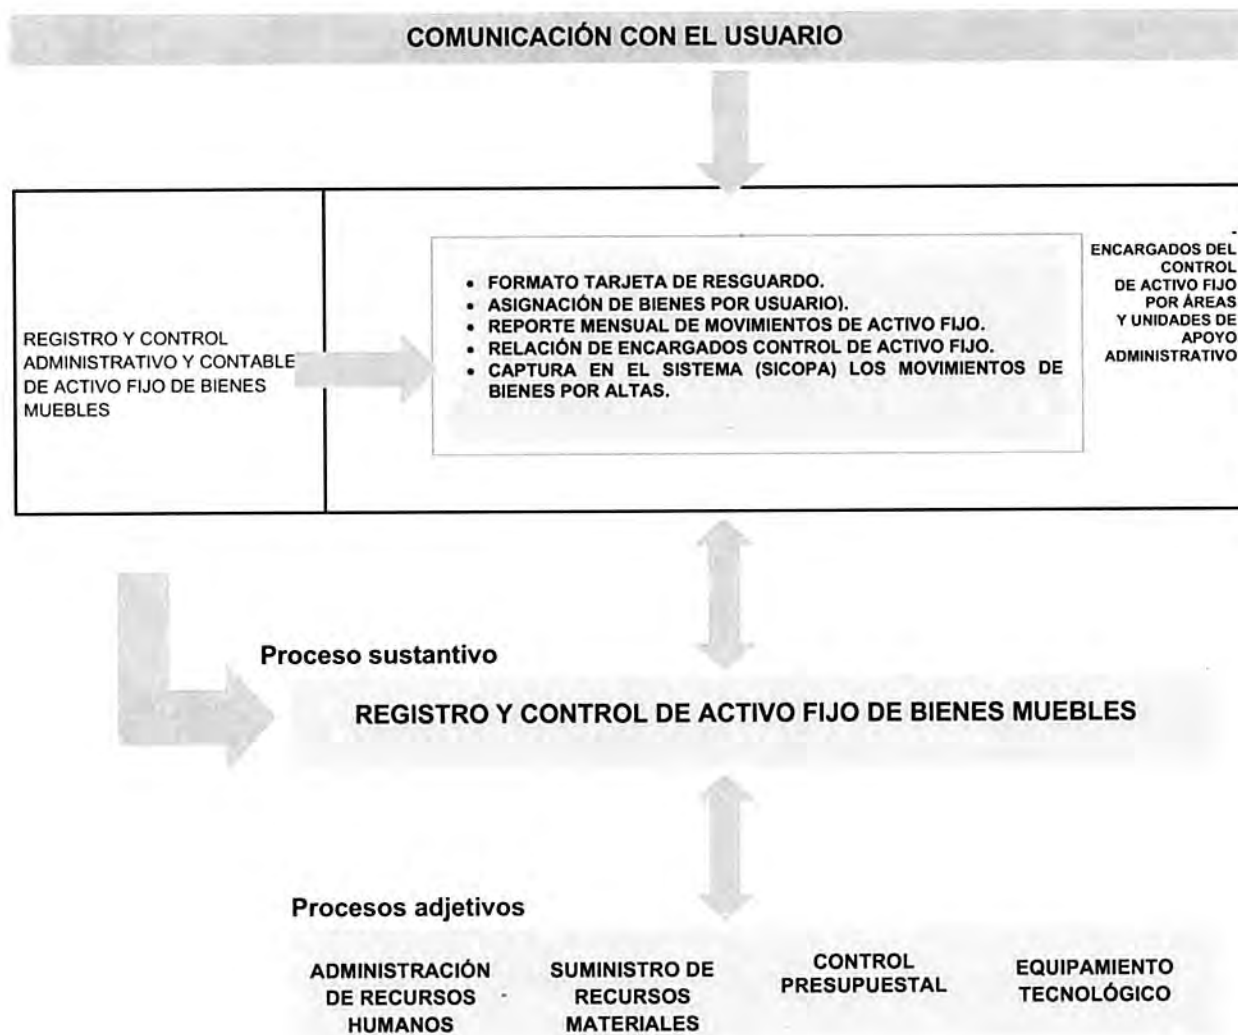 COMUNICACIÓN CON EL USUARIO
REGISTRO Y CONTROL
ADMINISTRATIVO Y CONTABLE
DE ACTIVO FIJO DE BIENES
MUEBLES
• FORMATO TARJETA DE RESGUARDO.
• ASIGNACIÓN DE BIENES POR USUARIO).
• REPORTE MENSUAL DE MOVIMIENTOS DE ACTIVO FIJO.
• RELACIÓN DE ENCARGADOS CONTROL DE ACTIVO FIJO.
• CAPTURA EN EL SISTEMA (SICOPA) LOS MOVIMIENTOS DE
BIENES POR ALTAS.
ENCARGADOS DEL
CONTROL
DE ACTIVO FIJO
POR ÁREAS
Y UNIDADES DE
APOYO
ADMINISTRATIVO
Proceso sustantivo
REGISTRO Y CONTROL DE ACTIVO FIJO DE BIENES MUEBLES
Procesos adjetivos
ADMINISTRACIÓN
DE RECURSOS
HUMANOS
SUMINISTRO DE
RECURSOS
MATERIALES
CONTROL
PRESUPUESTAL
EQUIPAMIENTO
TECNOLÓGICO